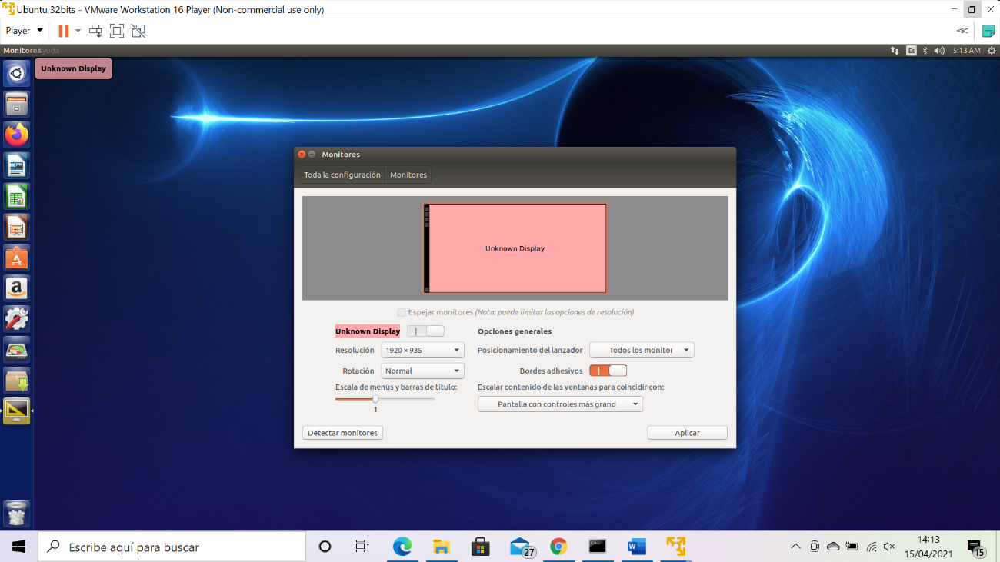 Ubuntu 32bits - VMware Workstation 16 Player (Non-commercial use only)
Player
Monitores
Es
5:13 AM
Unknown Display
Monitores
Toda la configuración
Monitores
Unknown Display
Espejar monitores (Nota: puede limitar las opciones de resolución)
Unknown Display
Opciones generales
Resolución
1920 × 935
Posicionamiento del lanzador
Todos los monitor
Rotación
Normal
Bordes adhesivos
Escala de menús y barras de título:
Escalar contenido de las ventanas para coincidir con:
1
Pantalla con controles más grand
Detectar monitores
Aplicar
Escribe aquí para buscar
27
14:13
15/04/2021
15